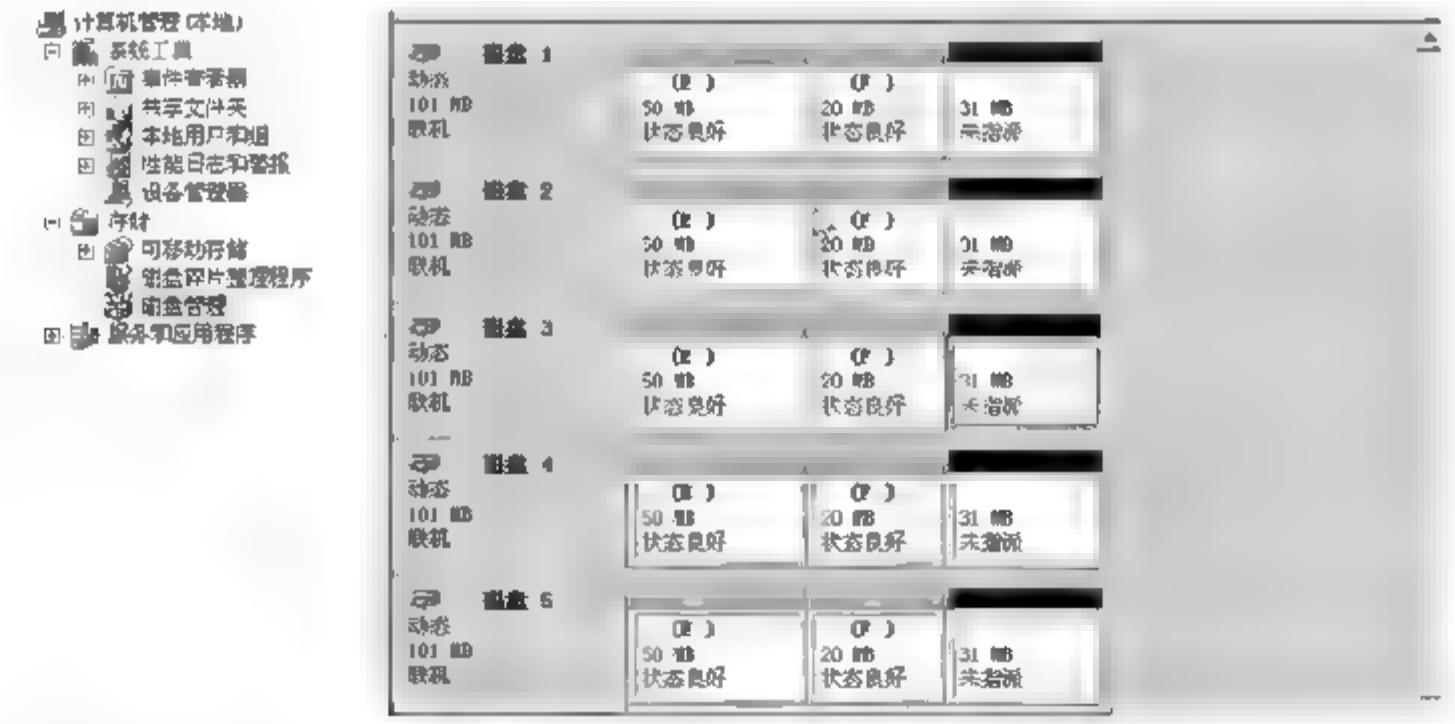 计算机管理(本地)
系统工具
事件查看器
共享文件夹
本地用户和组
性能日志和警报
设备管理器
存储
可移动存储
磁盘碎片整理程序
磁盘管理
服务和应用程序
磁盘 1
动态
101 MB
联机
(E )
50 MB
状态良好
(F )
20 MB
状态良好
31 MB
未指派
磁盘 2
动态
101 MB
联机
(E )
50 MB
状态良好
(F )
20 MB
状态良好
31 MB
未指派
磁盘 3
动态
101 MB
联机
(E )
50 MB
状态良好
(F )
20 MB
状态良好
31 MB
未指派
磁盘 4
动态
101 MB
联机
(E )
50 MB
状态良好
(F )
20 MB
状态良好
31 MB
未指派
磁盘 5
动态
101 MB
联机
(E )
50 MB
状态良好
(F )
20 MB
状态良好
31 MB
未指派